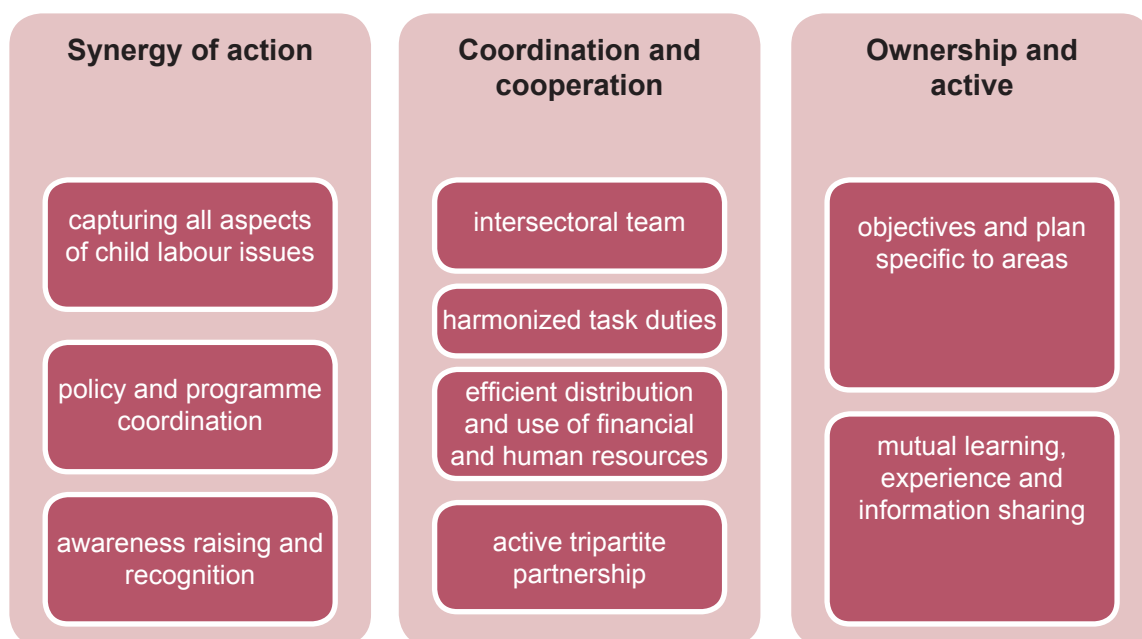 Synergy of action
capturing all aspects
of child labour issues
policy and programme
coordination
awareness raising and
recognition
Coordination and
cooperation
intersectoral team
harmonized task duties
efficient distribution
and use of financial
and human resources
active tripartite
partnership
Ownership and
active
objectives and plan
specific to areas
mutual learning,
experience and
information sharing